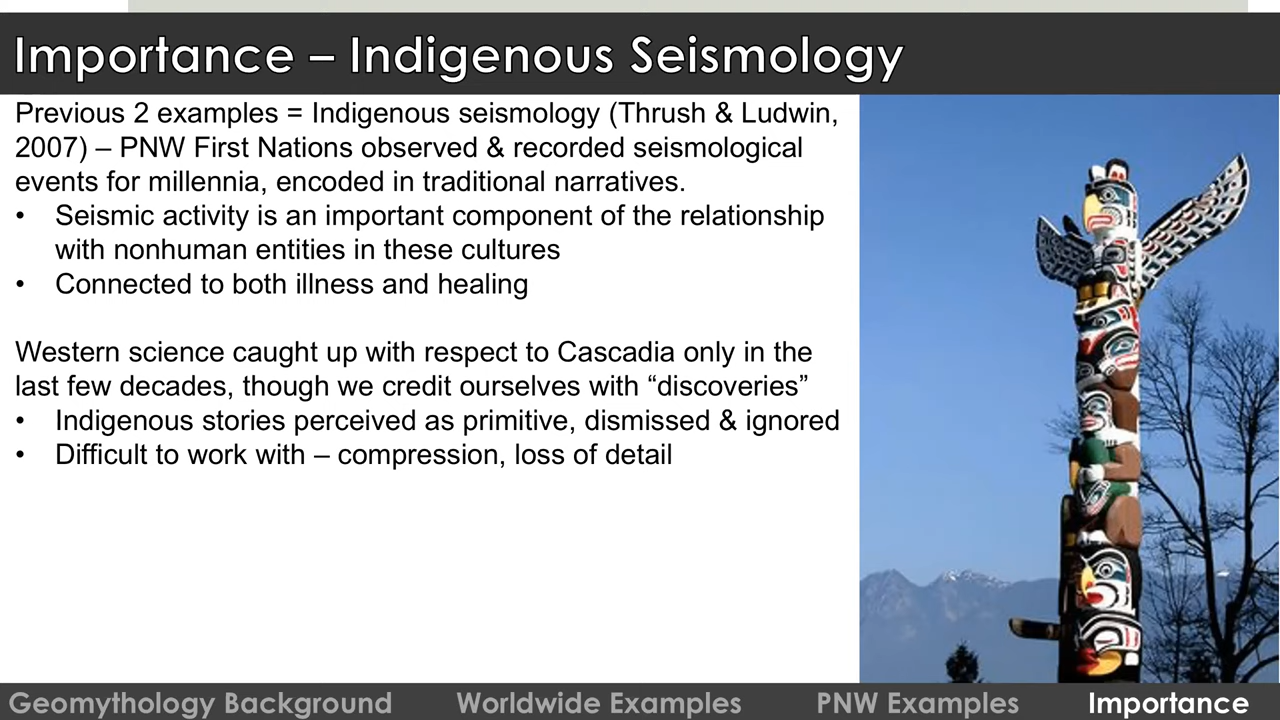 Importance – Indigenous Seismology
Previous 2 examples = Indigenous seismology (Thrush & Ludwin,
2007) – PNW First Nations observed & recorded seismological
events for millennia, encoded in traditional narratives.
• Seismic activity is an important component of the relationship
with nonhuman entities in these cultures
• Connected to both illness and healing
Western science caught up with respect to Cascadia only in the
last few decades, though we credit ourselves with “discoveries”
• Indigenous stories perceived as primitive, dismissed & ignored
• Difficult to work with – compression, loss of detail
Geomythology Background Worldwide Examples PNW Examples Importance